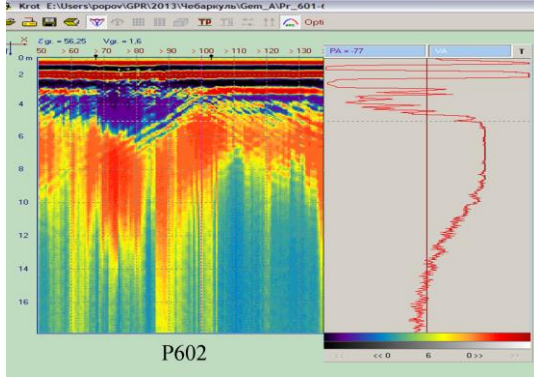 Krot E:\Users\popov\GPR\2013\Чебаркуль\Gem_A\Pr_601-
TP Opti
εgr. = 56,25 Vgr. = 1,6
PA = -77 VA T
50 > 60 > 70 > 80 > 90 > 100 > 110 > 120 > 130 >
0 m
2
4
6
8
10
12
14
16
<< << 0 6 0 >> >>
P602